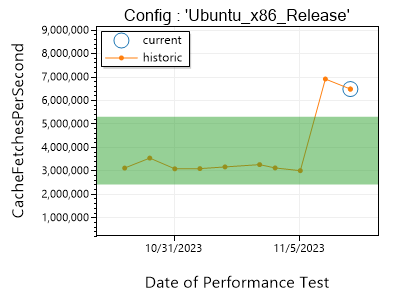 Config : 'Ubuntu_x86_Release'
9,000,000
8,000,000
7,000,000
6,000,000
5,000,000
4,000,000
3,000,000
2,000,000
1,000,000
CacheFetchesPerSecond
current
historic
10/31/2023
11/5/2023
Date of Performance Test